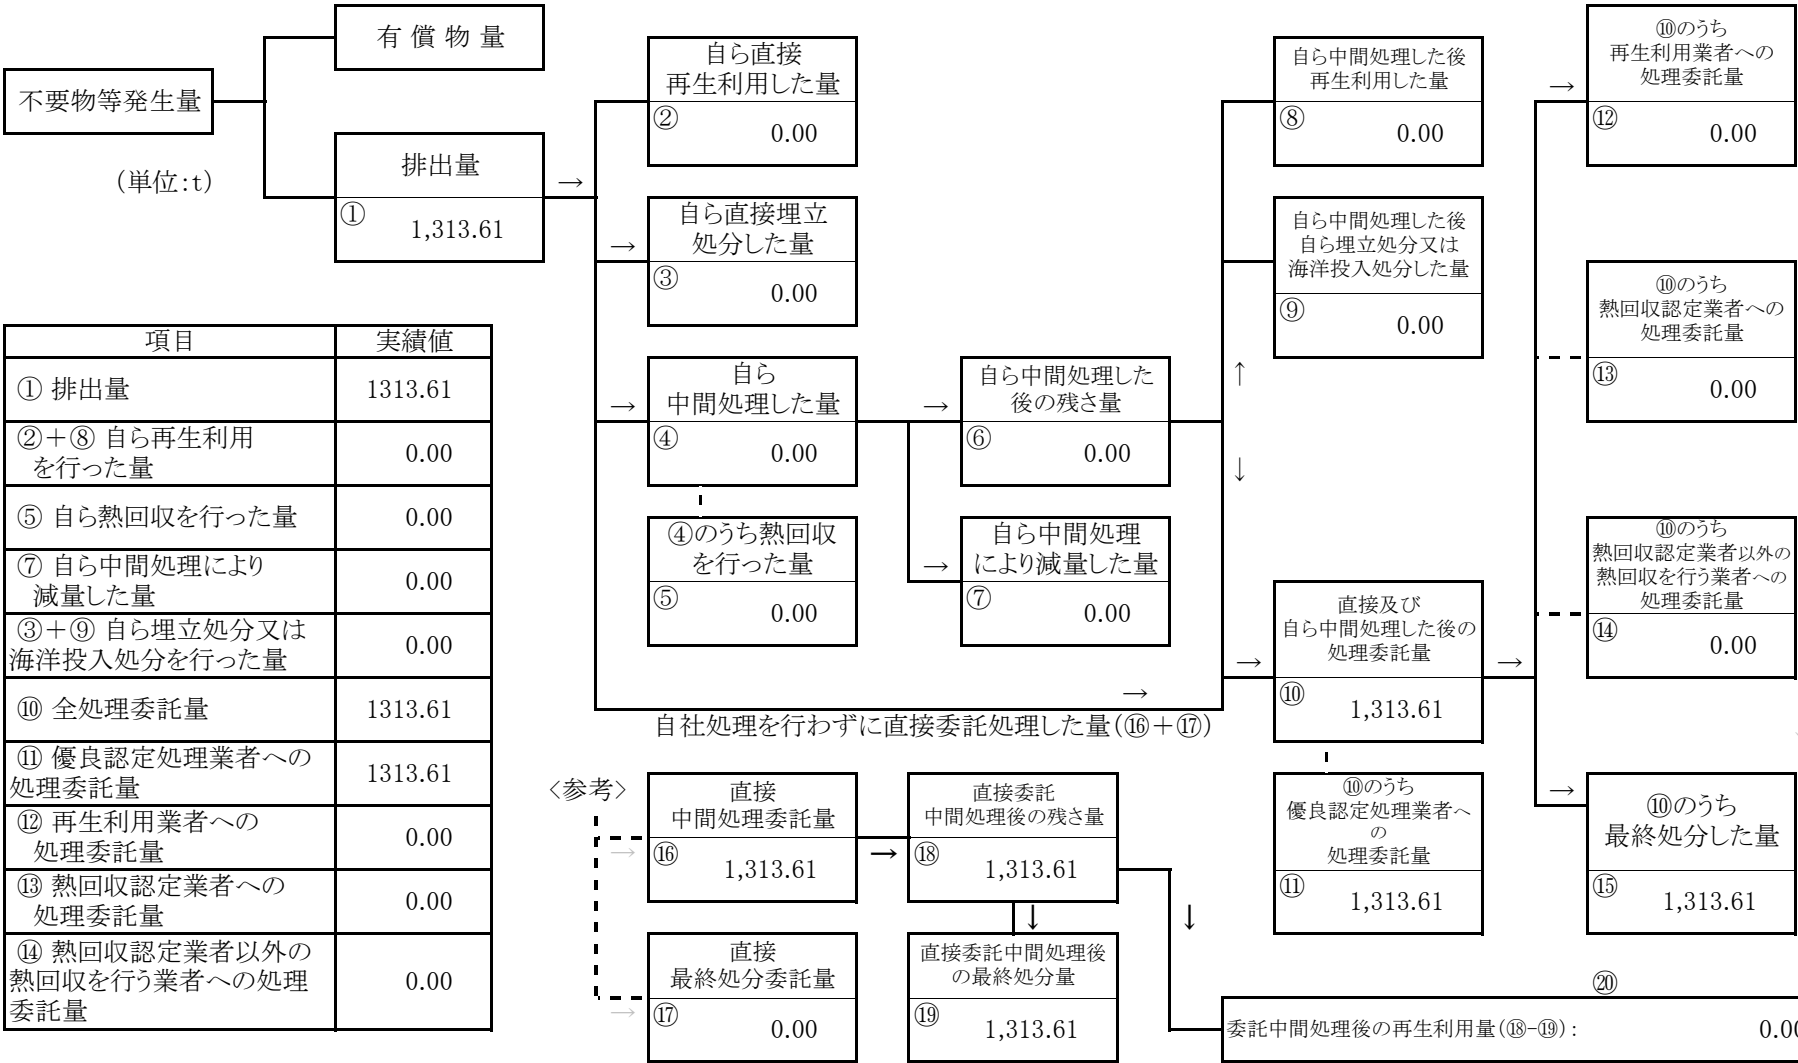 有 償 物 量
不要物等発生量
(単位:t)
排出量
①
1,313.61
→
自ら直接
再生利用した量
②
0.00
→
自ら直接埋立
処分した量
③
0.00
→
自ら
中間処理した量
④
0.00
④のうち熱回収
を行った量
⑤
0.00
→
自ら中間処理した
後の残さ量
⑥
0.00
→
自ら中間処理
により減量した量
⑦
0.00
↑
↓
自ら中間処理した後
再生利用した量
⑧
0.00
自ら中間処理した後
自ら埋立処分又は
海洋投入処分した量
⑨
0.00
→
自社処理を行わずに直接委託処理した量(⑯+⑰)
→
直接及び
自ら中間処理した後の
処理委託量
⑩
1,313.61
⑩のうち
優良認定処理業者へ
の
処理委託量
⑪
1,313.61
→
→
⑩のうち
再生利用業者への
処理委託量
⑫
0.00
⑩のうち
熱回収認定業者への
処理委託量
⑬
0.00
⑩のうち
熱回収認定業者以外の
熱回収を行う業者への
処理委託量
⑭
0.00
→
⑩のうち
最終処分した量
⑮
1,313.61
項目 実績値
① 排出量 1313.61
②+⑧ 自ら再生利用
を行った量 0.00
⑤ 自ら熱回収を行った量 0.00
⑦ 自ら中間処理により
減量した量 0.00
③+⑨ 自ら埋立処分又は
海洋投入処分を行った量 0.00
⑩ 全処理委託量 1313.61
⑪ 優良認定処理業者への
処理委託量 1313.61
⑫ 再生利用業者への
処理委託量 0.00
⑬ 熱回収認定業者への
処理委託量 0.00
⑭ 熱回収認定業者以外の
熱回収を行う業者への処理
委託量 0.00
〈参考〉
→
直接
中間処理委託量
⑯
1,313.61
→
直接委託
中間処理後の残さ量
⑱
1,313.61
→
直接
最終処分委託量
⑰
0.00
↓
直接委託中間処理後
の最終処分量
⑲
1,313.61
↓
⑳
委託中間処理後の再生利用量(⑱-⑲): 0.00